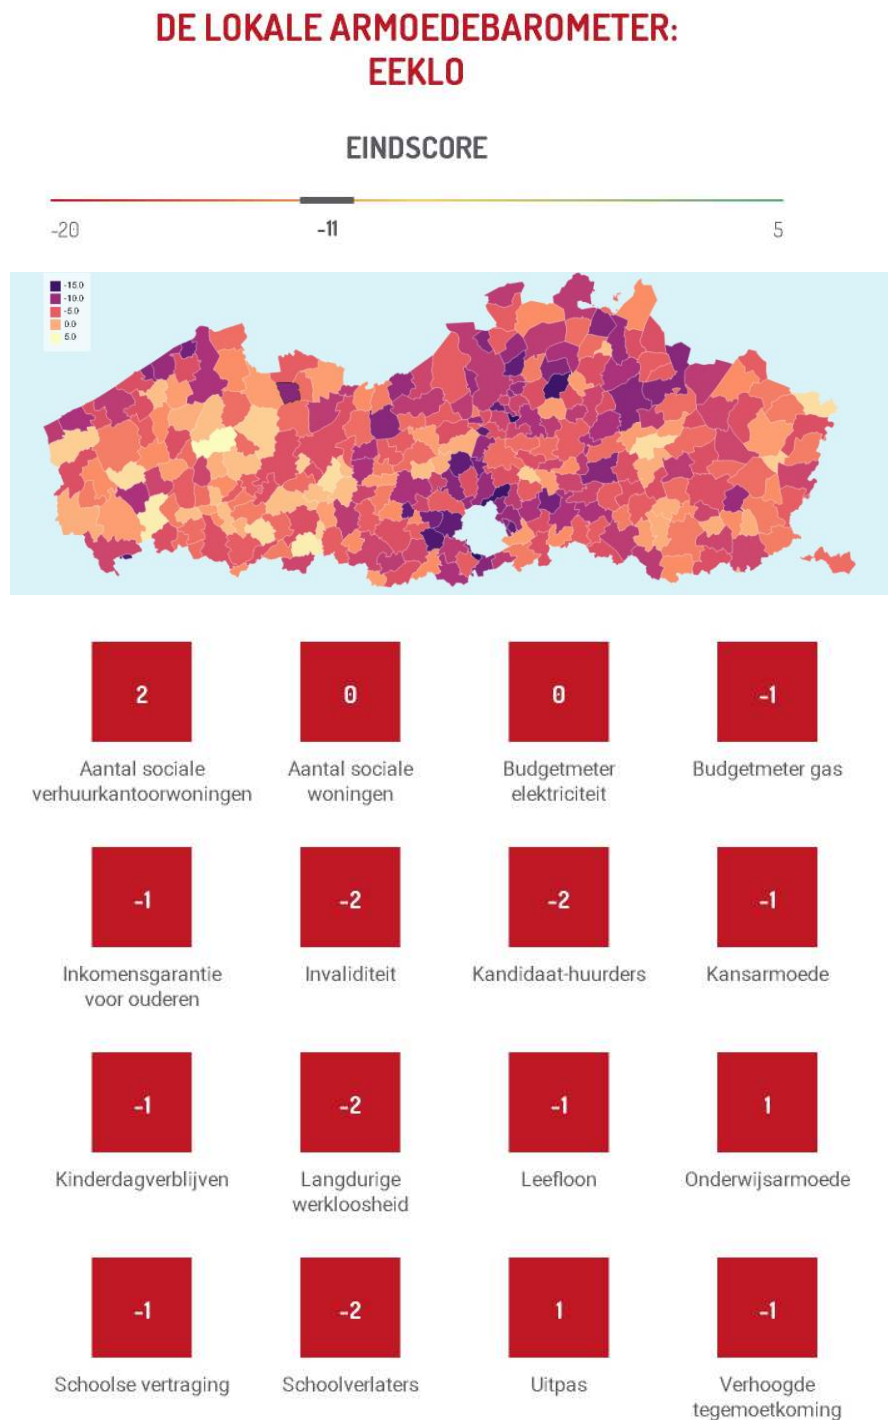 DE LOKALE ARMOEDEBAROMETER:
EEKLO
EINDSCORE
-20
-11
5
-15.0
-10.0
-5.0
0.0
5.0
2
0
0
-1
Aantal sociale
verhuurkantoorwoningen
Aantal sociale
woningen
Budgetmeter
elektriciteit
Budgetmeter gas
-1
-2
-2
-1
Inkomensgarantie
voor ouderen
Invaliditeit
Kandidaat-huurders
Kansarmoede
-1
-2
-1
1
Kinderdagverblijven
Langdurige
werkloosheid
Leefloon
Onderwijsarmoede
-1
-2
1
-1
Schoolse vertraging
Schoolverlaters
Uitpas
Verhoogde
tegemoetkoming